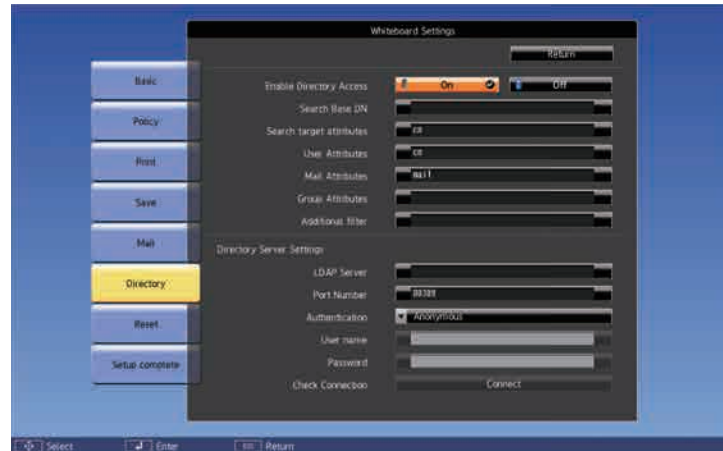 Whiteboard Settings
Return
Basic
Policy
Print
Save
Mail
Directory
Reset
Setup complete
Enable Directory Access On Off
Search Base DN
Search target attributes cn
User Attributes cn
Mail Attributes mail
Group Attributes
Additional filter
Directory Server Settings
LDAP Server
Port Number 00389
Authentication Anonymous
User name
Password
Check Connection Connect
Select Enter Esc Return